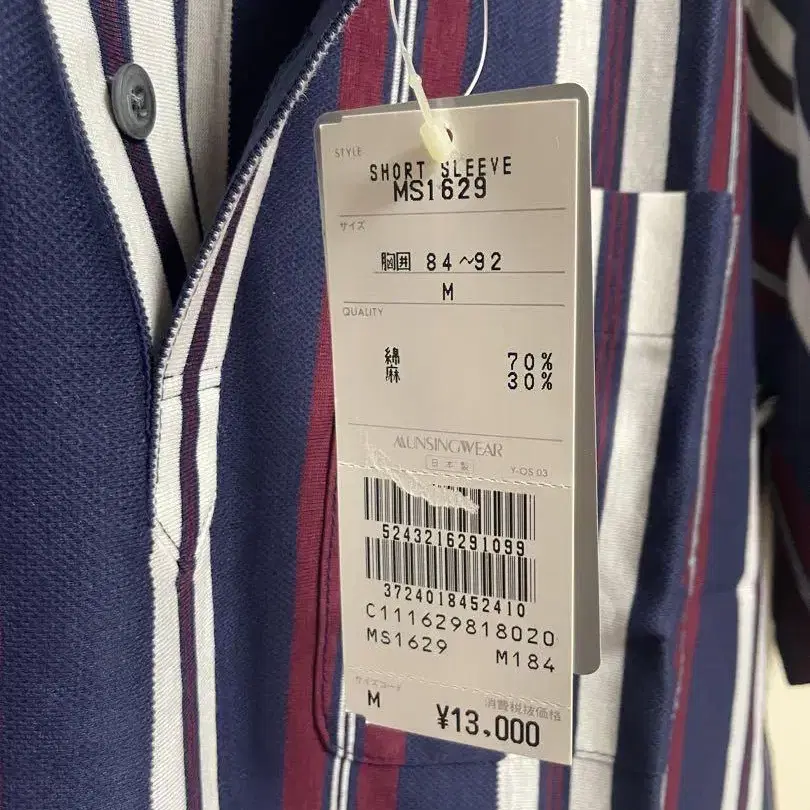 STYLE
SHORT SLEEVE
MS1629
サイズ
胸囲 84〜92
M
QUALITY
綿 70%
麻 30%
MUNSINGWEAR
日本製
Y-OS 03
5243216291099
3724018452410
C111629818020
MS1629 M184
サイズコード
消費税抜価格
M ¥13,000